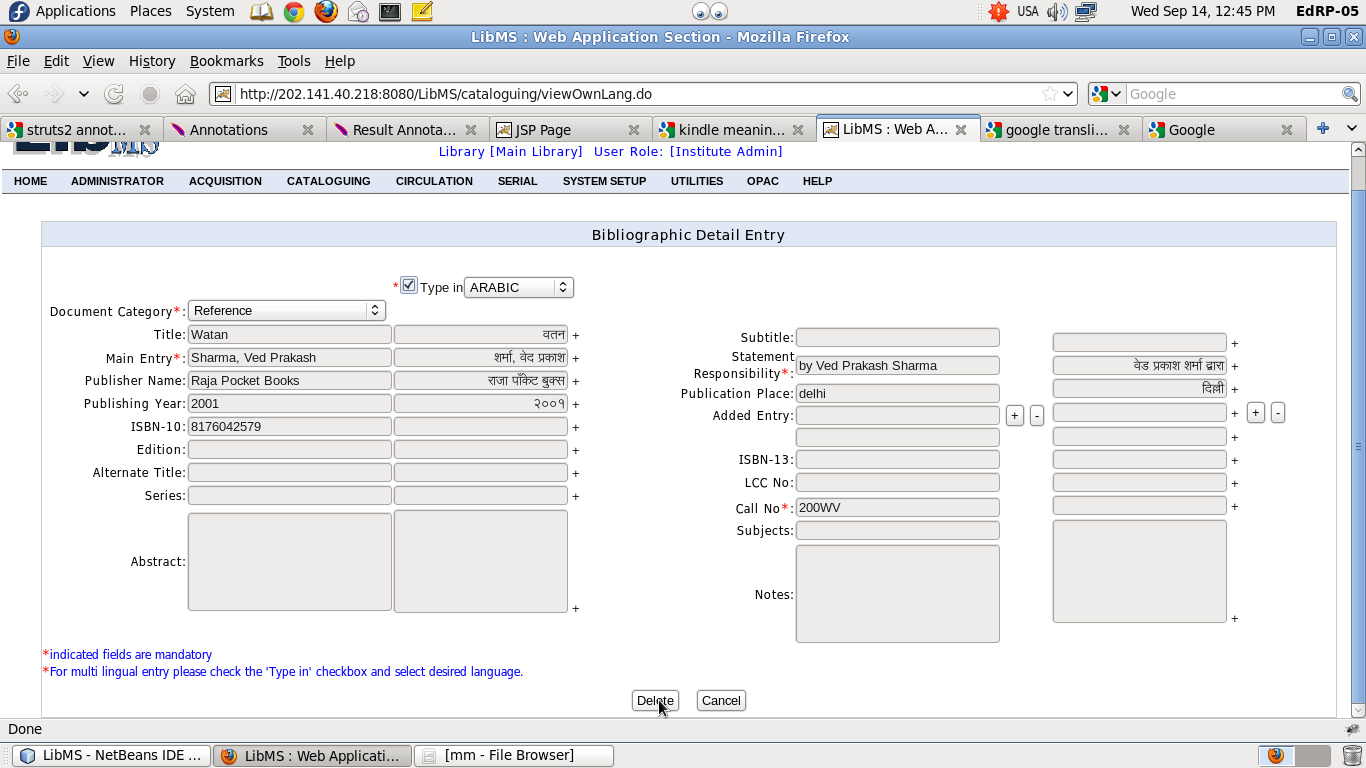 Applications Places System USA Wed Sep 14, 12:45 PM EdRP-05
LibMS : Web Application Section - Mozilla Firefox
File Edit View History Bookmarks Tools Help
http://202.141.40.218:8080/LibMS/cataloguing/viewOwnLang.do Google
struts2 annot... Annotations Result Annota... JSP Page kindle meanin... LibMS : Web A... google transli... Google
Library [Main Library] User Role: [Institute Admin]
HOME ADMINISTRATOR ACQUISITION CATALOGUING CIRCULATION SERIAL SYSTEM SETUP UTILITIES OPAC HELP
Bibliographic Detail Entry
* Type in ARABIC
Document Category*: Reference
Title: Watan वतन +
Main Entry*: Sharma, Ved Prakash शर्मा, वेद प्रकाश +
Publisher Name: Raja Pocket Books राजा पॉकेट बुक्स +
Publishing Year: 2001 २००१ +
ISBN-10: 8176042579 +
Edition: +
Alternate Title: +
Series: +
Abstract: +
Subtitle: +
Statement Responsibility*: by Ved Prakash Sharma वेड प्रकाश शर्मा द्वारा +
Publication Place: delhi दिल्ली +
Added Entry: + - + + -
+
ISBN-13: +
LCC No: +
Call No*: 200WV +
Subjects:
Notes: +
*indicated fields are mandatory
*For multi lingual entry please check the 'Type in' checkbox and select desired language.
Delete Cancel
Done
LibMS - NetBeans IDE ... LibMS : Web Applicati... [mm - File Browser]